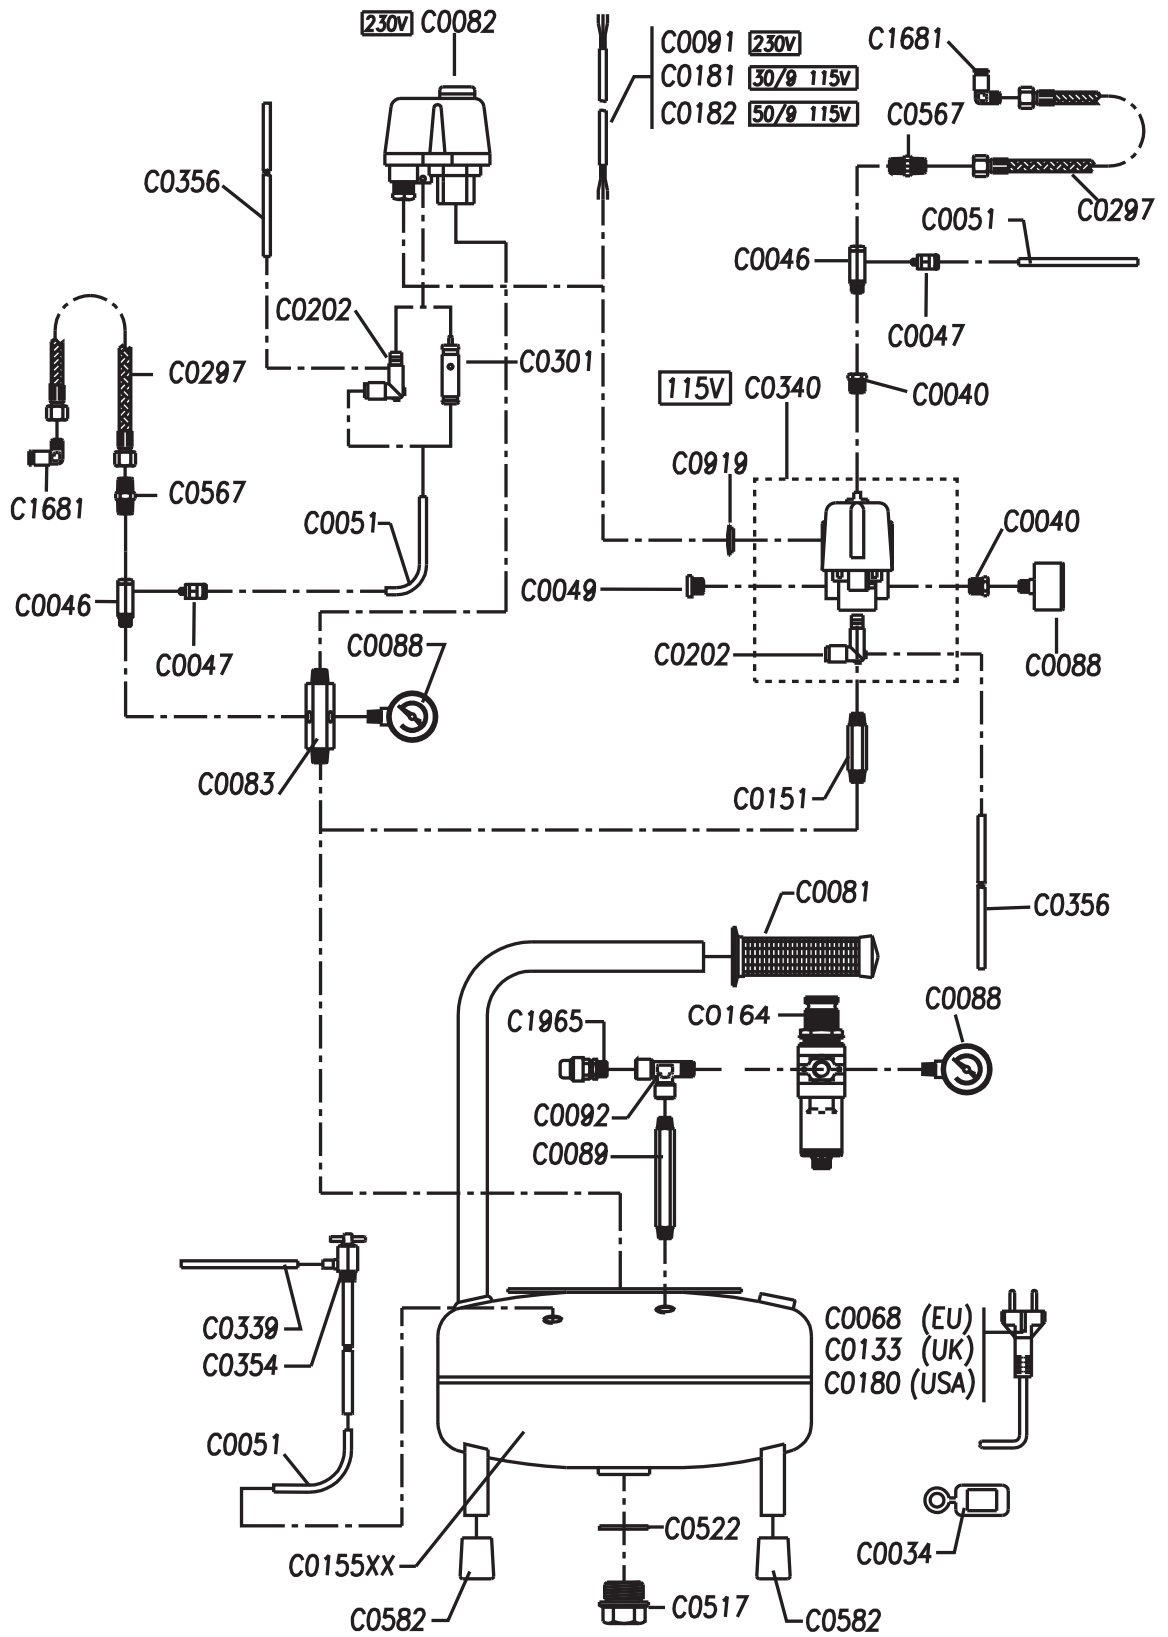 230V C0082
C0091 230V
C0181 30/9 115V
C0182 50/9 115V
C1681
C0567
C0356
C0297
C0051
C0046
C0202
C0047
C0301
C0297
115V C0340
C0040
C0919
C0567
C1681
C0051
C0040
C0049
C0046
C0088
C0202
C0047
C0088
C0083
C0151
C0081
C0356
C0088
C1965
C0164
C0092
C0089
C0339
C0354
C0068 (EU)
C0133 (UK)
C0180 (USA)
C0051
C0522
C0034
C0155XX
C0582
C0517
C0582